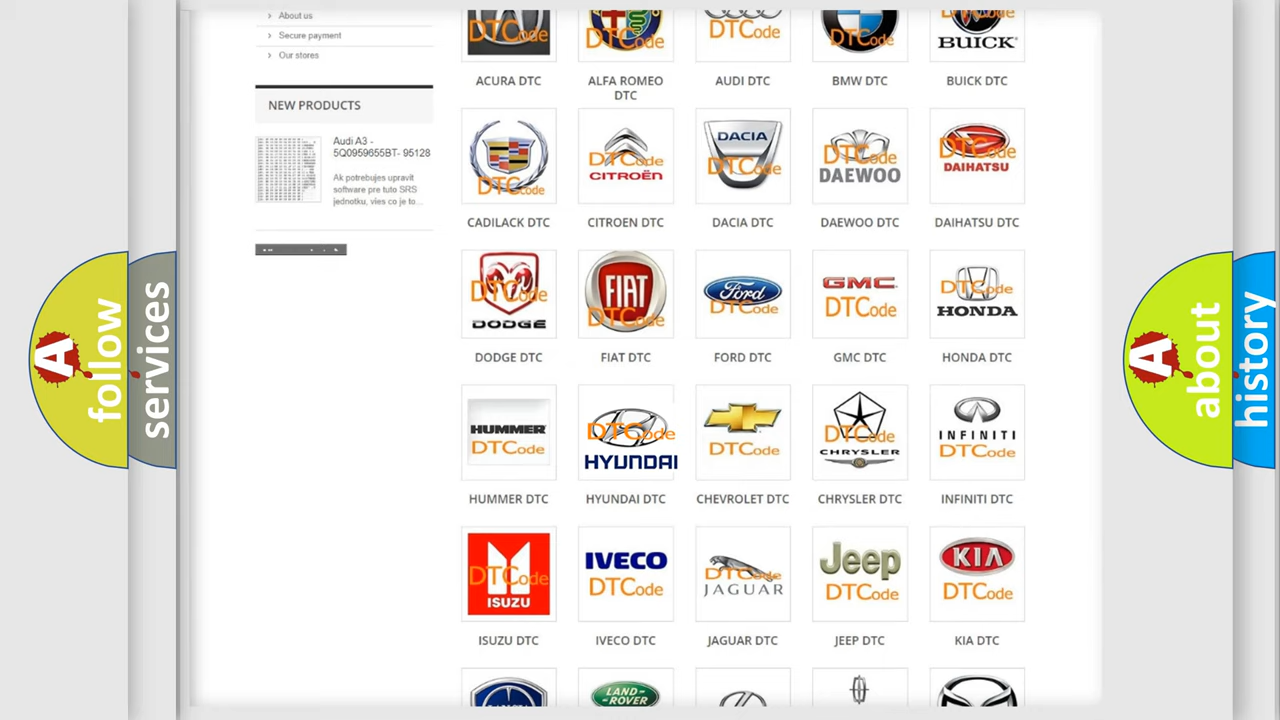 About us
Secure payment
Our stores
NEW PRODUCTS
Audi A3 -
5Q0959655BT- 95128
Ak potrebujes upravit
software pre tuto SRS
jednotku, vies co je to...
A follow
services
A about
history
DTCode
DTCode
DTCode
DTCode
BUICK
ACURA DTC
ALFA ROMEO
DTC
AUDI DTC
BMW DTC
BUICK DTC
DTCode
DTCode
CITROËN
DACIA
DTCode
DTCode
DAEWOO
DTCode
DAIHATSU
CADILACK DTC
CITROEN DTC
DACIA DTC
DAEWOO DTC
DAIHATSU DTC
DTCode
DODGE
FIAT
DTCode
Ford
DTCode
GMC
DTCode
DTCode
HONDA
DODGE DTC
FIAT DTC
FORD DTC
GMC DTC
HONDA DTC
HUMMER
DTCode
DTCode
HYUNDAI
DTCode
DTCode
CHRYSLER
INFINITI
DTCode
HUMMER DTC
HYUNDAI DTC
CHEVROLET DTC
CHRYSLER DTC
INFINITI DTC
DTCode
ISUZU
IVECO
DTCode
DTCode
JAGUAR
Jeep
DTCode
KIA
DTCode
ISUZU DTC
IVECO DTC
JAGUAR DTC
JEEP DTC
KIA DTC
LAND-
ROVER